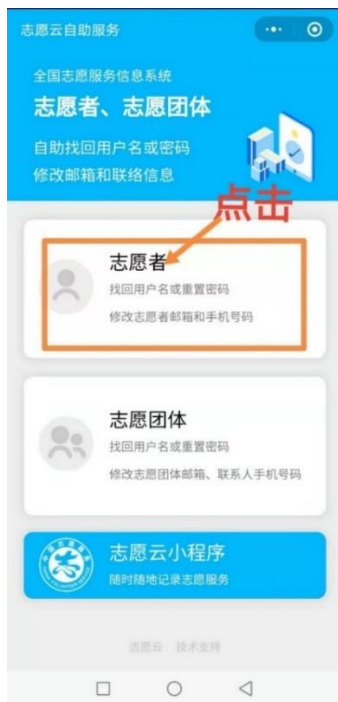 志愿云自助服务
全国志愿服务信息系统
志愿者、志愿团体
自助找回用户名或密码
修改邮箱和联络信息
点击
志愿者
找回用户名或重置密码
修改志愿者邮箱和手机号码
志愿团体
找回用户名或重置密码
修改志愿团体邮箱、联系人手机号码
志愿云小程序
随时随地记录志愿服务
志愿云 技术支持